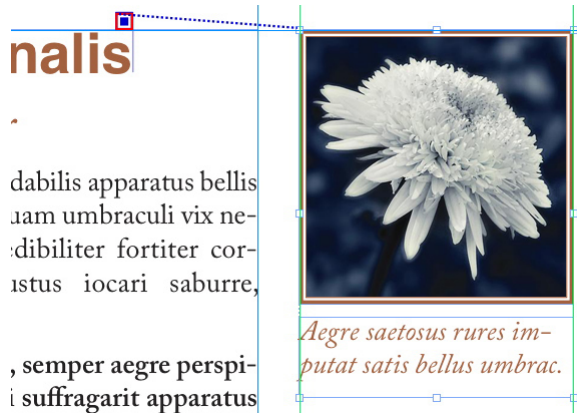 nalis
r
dabilis apparatus bellis
uam umbraculi vix ne-
edibiliter fortiter cor-
ustus iocari saburre,
, semper aegre perspi-
i suffragarit apparatus
Aegre saetosus rures im-
putat satis bellus umbrac.